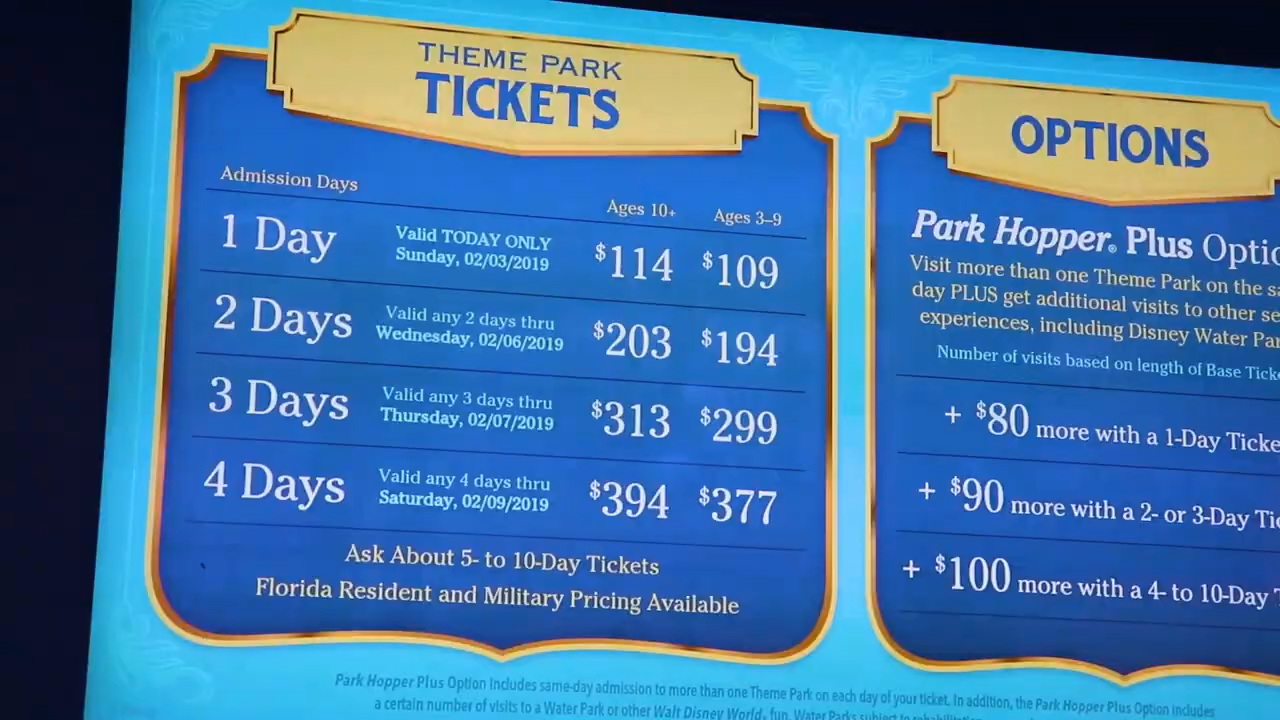 THEME PARK
TICKETS
Admission Days
Ages 10+ Ages 3–9
1 Day Valid TODAY ONLY
Sunday, 02/03/2019 $114 $109
2 Days Valid any 2 days thru
Wednesday, 02/06/2019 $203 $194
3 Days Valid any 3 days thru
Thursday, 02/07/2019 $313 $299
4 Days Valid any 4 days thru
Saturday, 02/09/2019 $394 $377
Ask About 5- to 10-Day Tickets
Florida Resident and Military Pricing Available
OPTIONS
Park Hopper® Plus
Visit more than one Theme Park on the
day PLUS get additional visits to other
experiences, including Disney Water
Number of visits based on length of Base
+ $80 more with a 1-Day
+ $90 more with a 2- or 3-Day
+ $100 more with a 4- to 10-Day
Park Hopper Plus Option includes same-day admission to more than one Theme Park on each day of your ticket. In addition, the Park Hopper Plus Option includes
a certain number of visits to a Water Park or other Walt Disney World® fun. Water Parks subject to